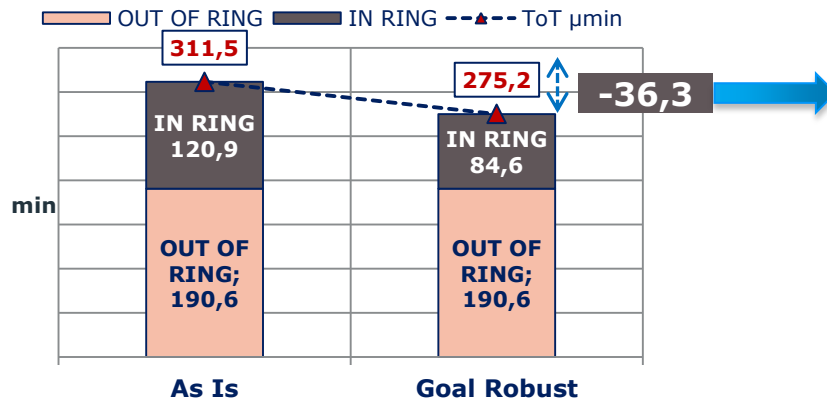 OUT OF RING IN RING ToT µmin
311,5
275,2
-36,3
IN RING
120,9
IN RING
84,6
min
OUT OF
RING;
190,6
OUT OF
RING;
190,6
As Is
Goal Robust